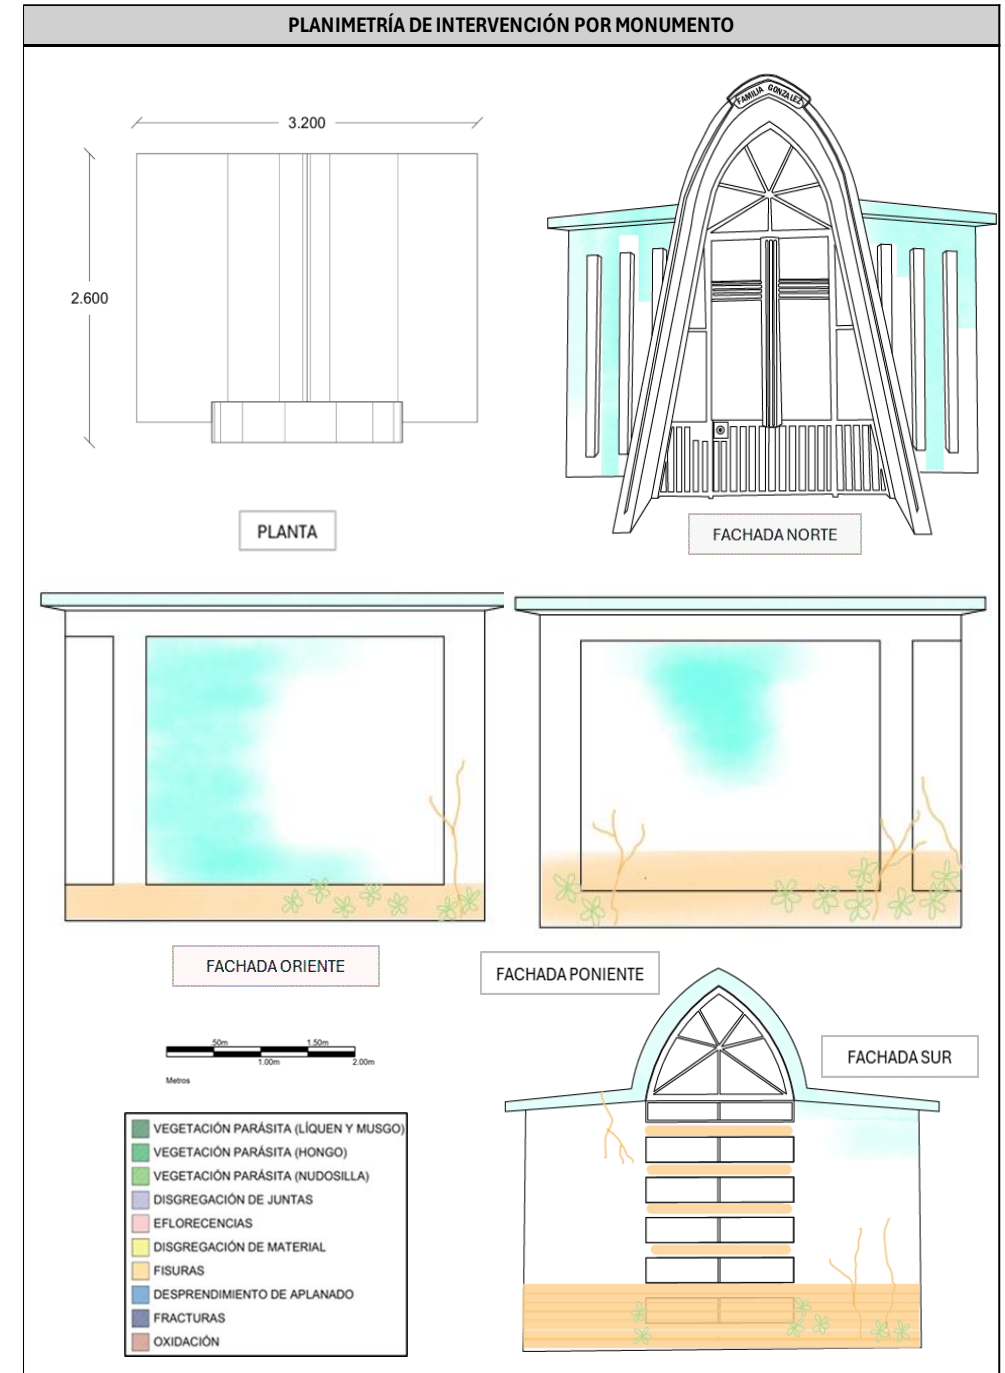 PLANIMETRÍA DE INTERVENCIÓN POR MONUMENTO
3.200
2.600
PLANTA
FAMILIA GONZALEZ
FACHADA NORTE
FACHADA ORIENTE
FACHADA PONIENTE
FACHADA SUR
50m
1.50m
1.00m
2.00m
Metros
VEGETACIÓN PARÁSITA (LÍQUEN Y MUSGO)
VEGETACIÓN PARÁSITA (HONGO)
VEGETACIÓN PARÁSITA (NUDOSILLA)
DISGREGACIÓN DE JUNTAS
EFLORECENCIAS
DISGREGACIÓN DE MATERIAL
FISURAS
DESPRENDIMIENTO DE APLANADO
FRACTURAS
OXIDACIÓN